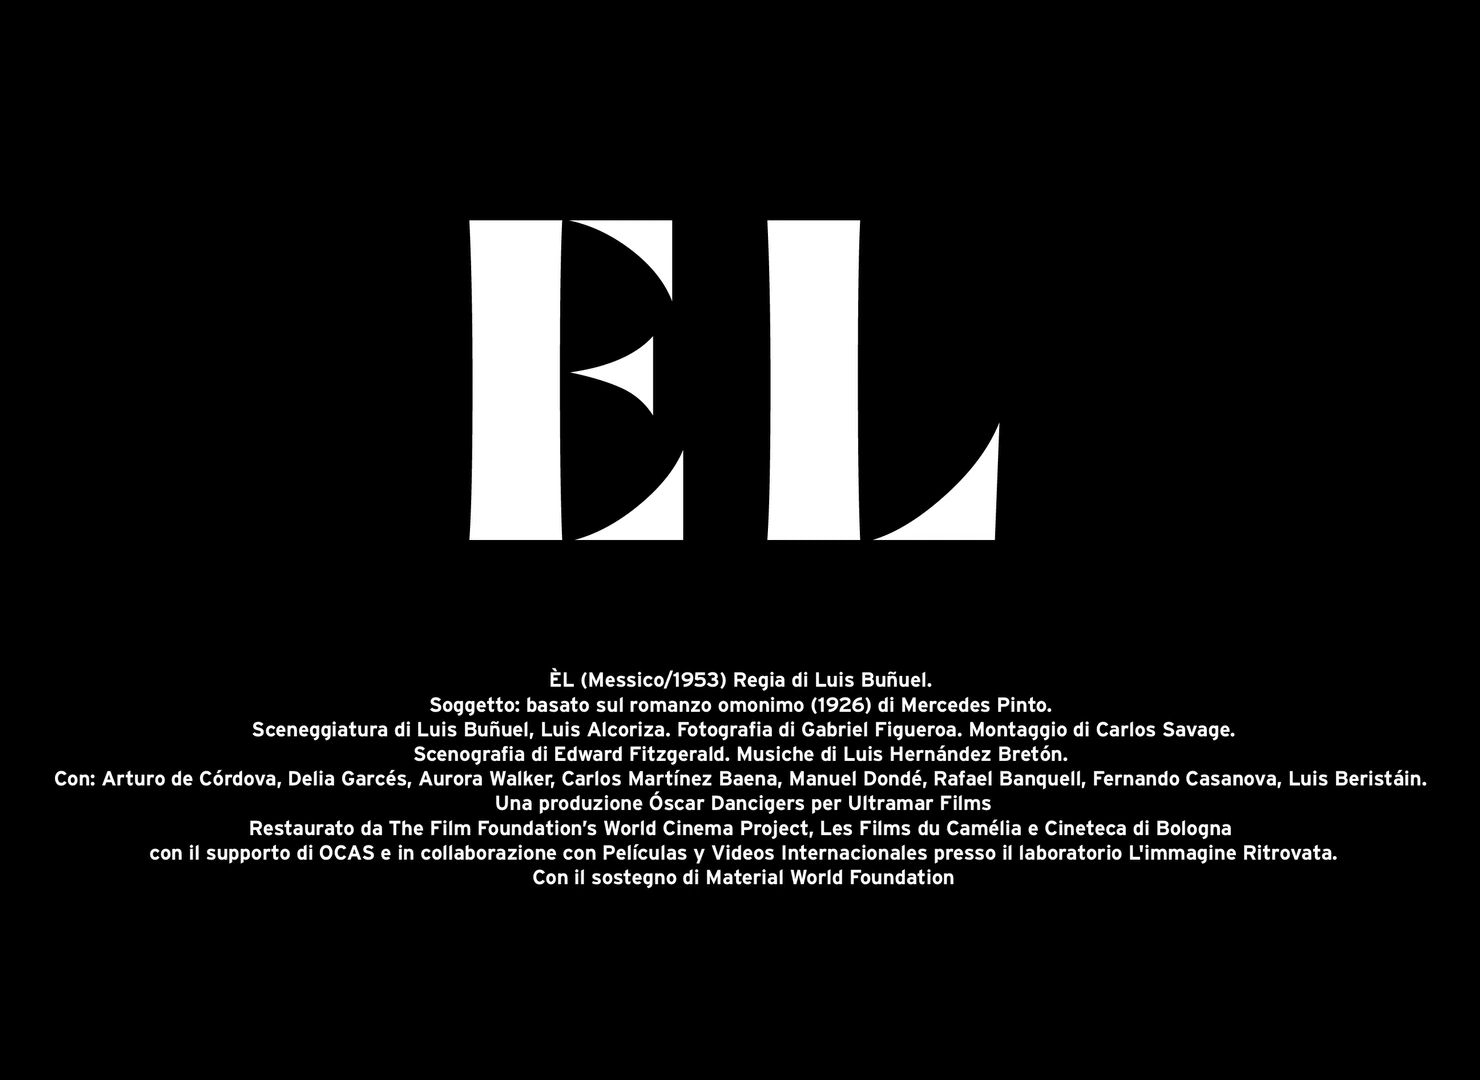 EL
ÈL (Messico/1953) Regia di Luis Buñuel.
Soggetto: basato sul romanzo omonimo (1926) di Mercedes Pinto.
Sceneggiatura di Luis Buñuel, Luis Alcoriza. Fotografia di Gabriel Figueroa. Montaggio di Carlos Savage.
Scenografia di Edward Fitzgerald. Musiche di Luis Hernández Bretón.
Con: Arturo de Córdova, Delia Garcés, Aurora Walker, Carlos Martínez Baena, Manuel Dondé, Rafael Banquell, Fernando Casanova, Luis Beristáin.
Una produzione Óscar Dancigers per Ultramar Films
Restaurato da The Film Foundation’s World Cinema Project, Les Films du Camélia e Cineteca di Bologna
con il supporto di OCAS e in collaborazione con Películas y Videos Internacionales presso il laboratorio L'immagine Ritrovata.
Con il sostegno di Material World Foundation